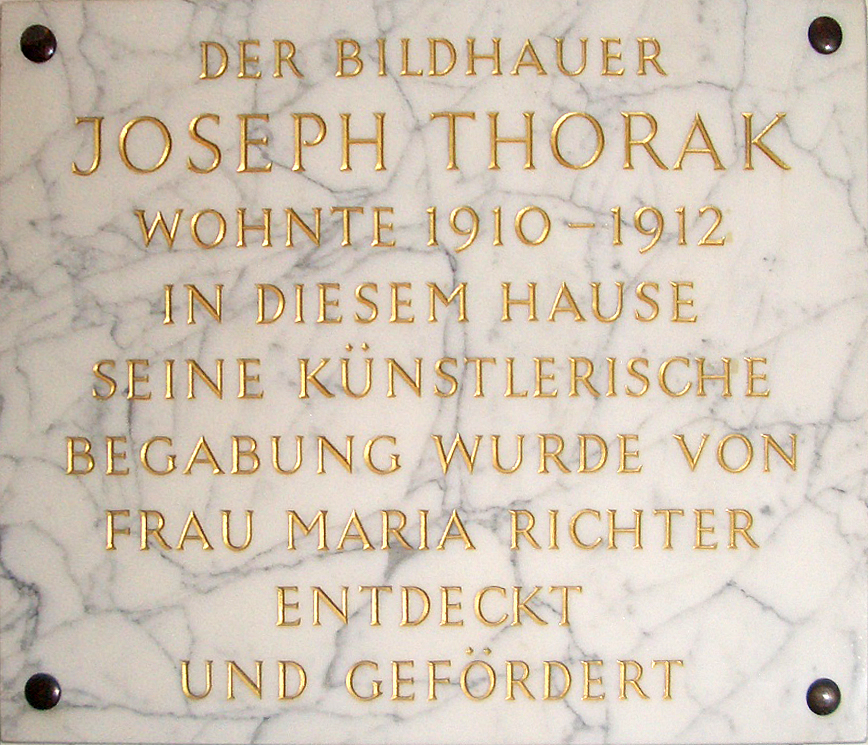 DER BILDHAUER
JOSEPH THORAK
WOHNTE 1910–1912
IN DIESEM HAUSE
SEINE KÜNSTLERISCHE
BEGABUNG WURDE VON
FRAU MARIA RICHTER
ENTDECKT
UND GEFÖRDERT